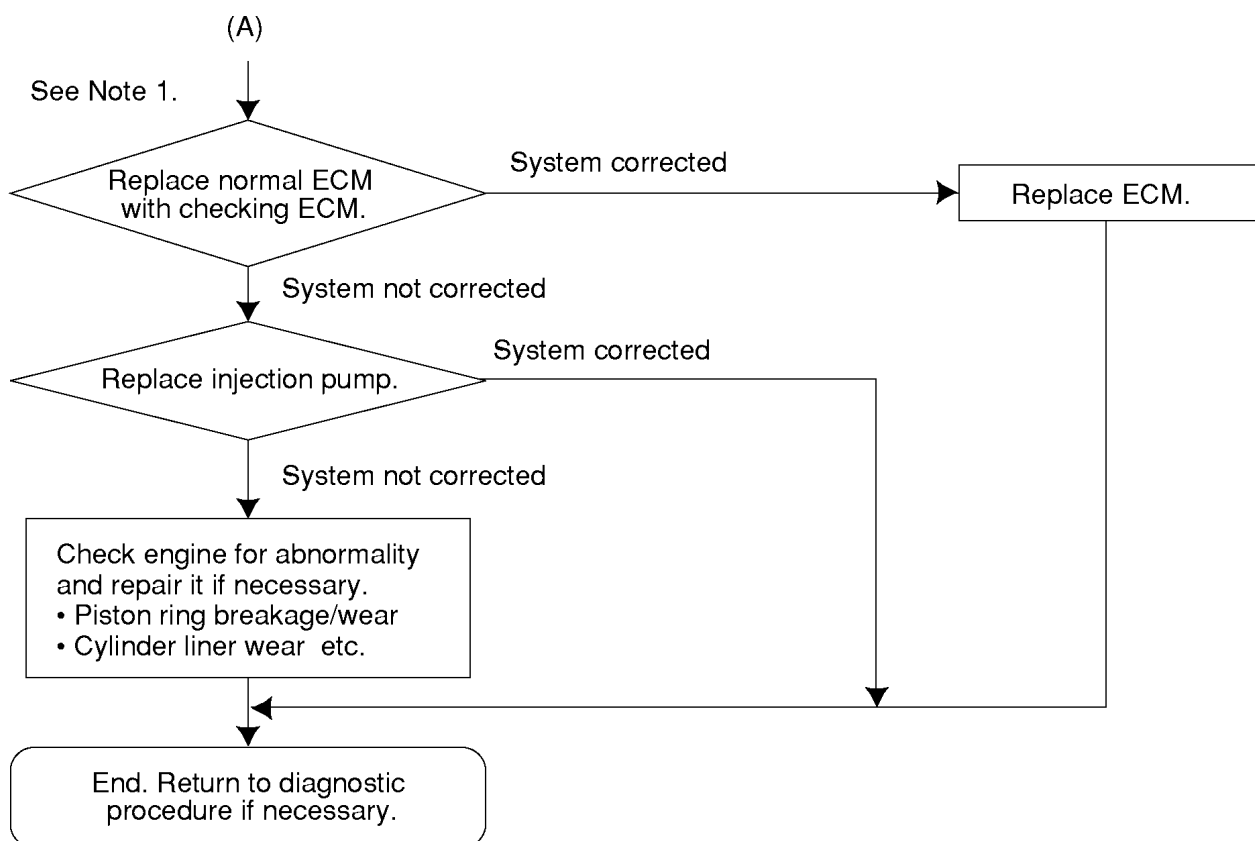 (A)
See Note 1.
Replace normal ECM
with checking ECM.
System corrected
Replace ECM.
System not corrected
Replace injection pump.
System corrected
System not corrected
Check engine for abnormality
and repair it if necessary.
• Piston ring breakage/wear
• Cylinder liner wear etc.
End. Return to diagnostic
procedure if necessary.